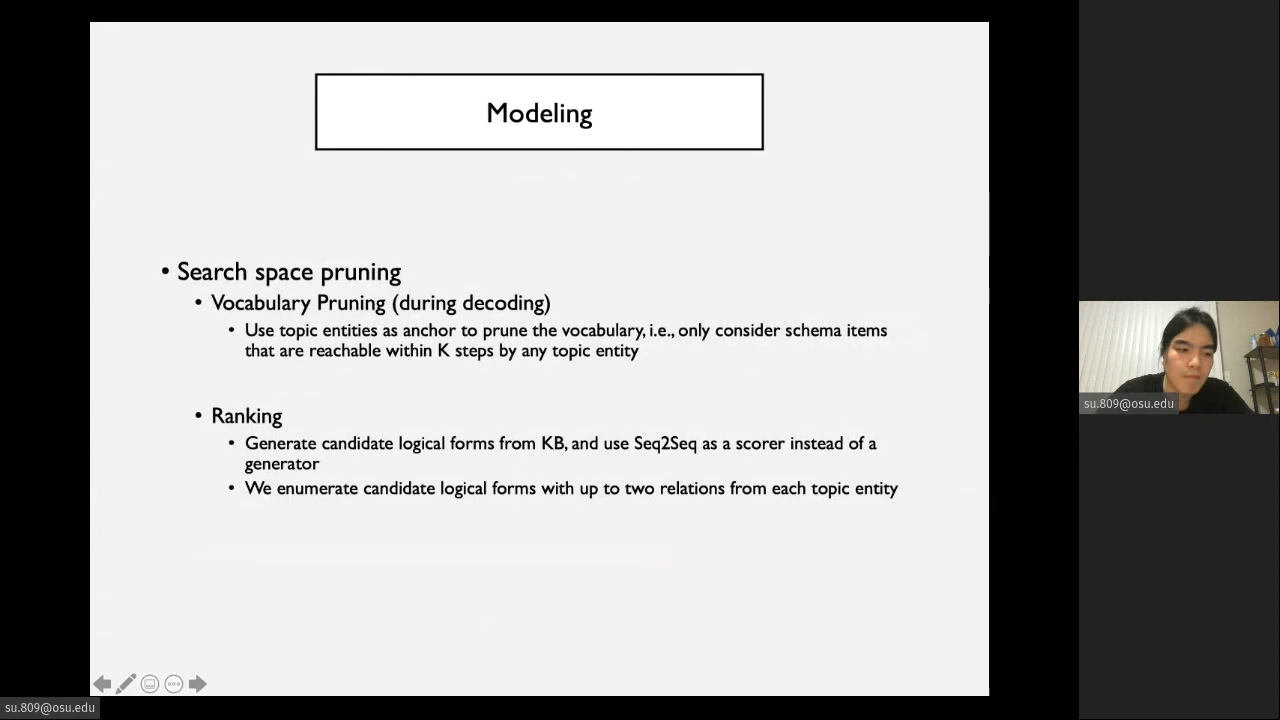 Modeling
• Search space pruning
• Vocabulary Pruning (during decoding)
• Use topic entities as anchor to prune the vocabulary, i.e., only consider schema items
that are reachable within K steps by any topic entity
• Ranking
• Generate candidate logical forms from KB, and use Seq2Seq as a scorer instead of a
generator
• We enumerate candidate logical forms with up to two relations from each topic entity
su.809@osu.edu
su.809@osu.edu